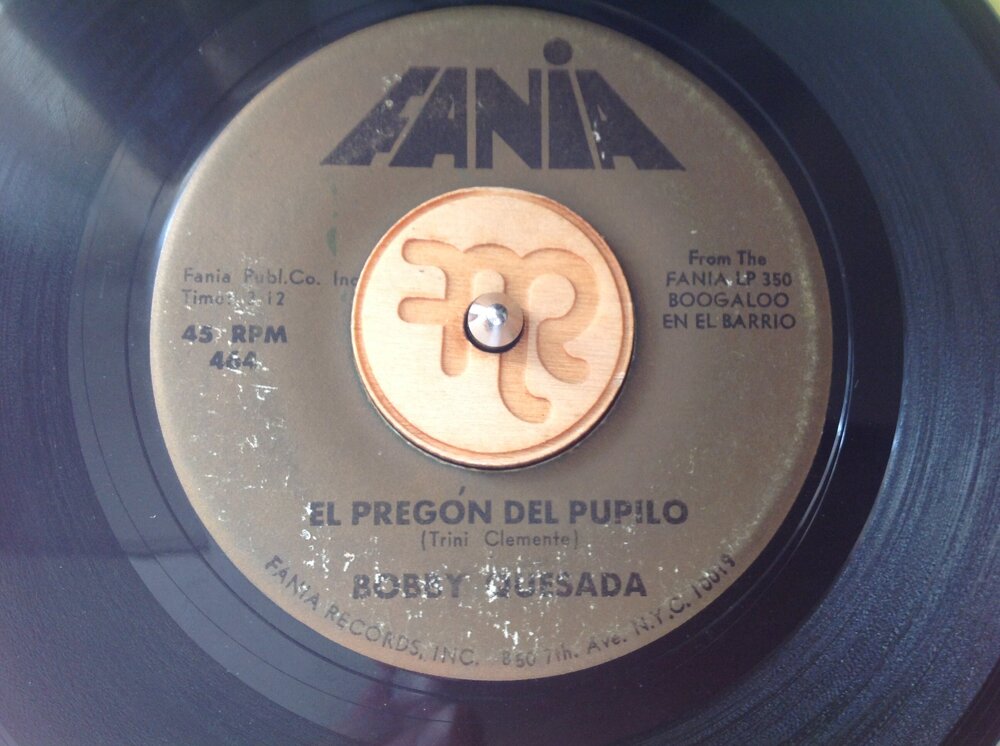 FANiA
Fania Publ.Co. Inc
45 RPM
464
From The
FANIA LP 350
BOOGALOO
EN EL BARRIO
EL PREGÓN DEL PUPILO
(Trini Clemente)
BOBBY QUESADA
FANIA RECORDS, INC. 850 7th. Ave. N.Y.C. 10019